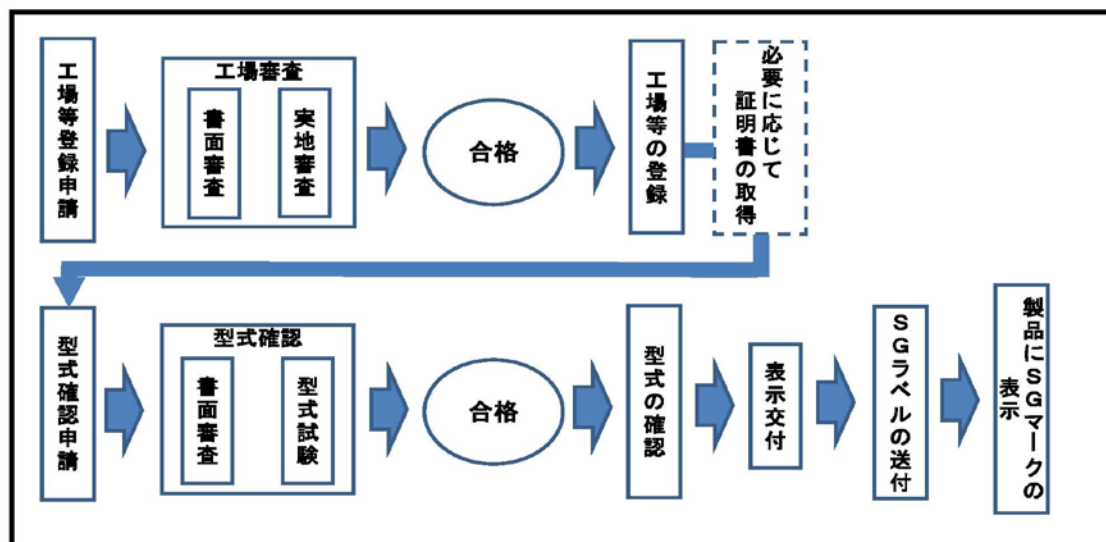 工場等登録申請
工場審査
書面審査
実地審査
合格
工場等の登録
必要に応じて
証明書の取得
型式確認申請
型式確認
書面審査
型式試験
合格
型式の確認
表示交付
ＳＧラベルの送付
製品にＳＧマークの
表示